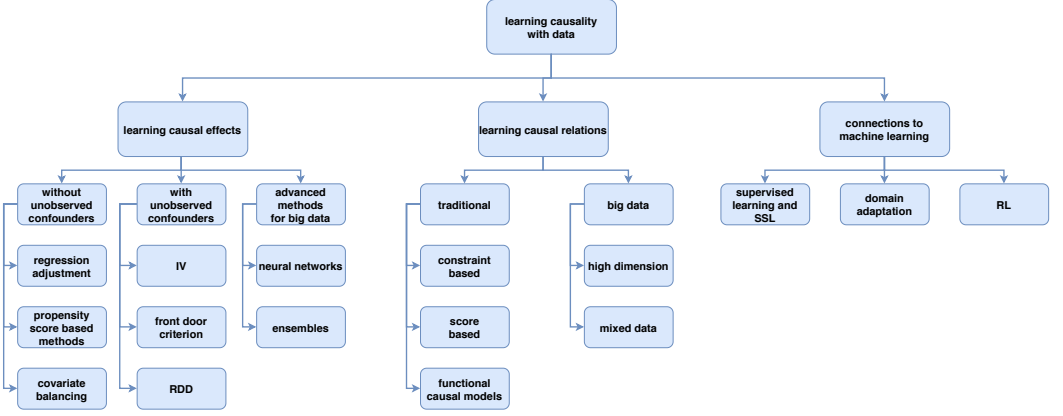 learning causality
with data
learning causal effects
learning causal relations
connections to
machine learning
without
unobserved
confounders
with
unobserved
confounders
advanced
methods
for big data
traditional
big data
supervised
learning and
SSL
domain
adaptation
RL
regression
adjustment
IV
neural networks
constraint
based
high dimension
propensity
score based
methods
front door
criterion
ensembles
score
based
mixed data
covariate
balancing
RDD
functional
causal models